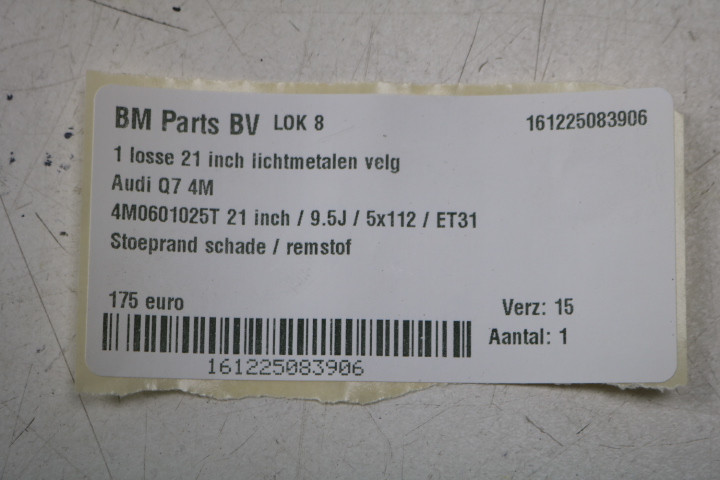 BM Parts BV LOK 8 161225083906
1 losse 21 inch lichtmetalen velg
Audi Q7 4M
4M0601025T 21 inch / 9.5J / 5x112 / ET31
Stoeprand schade / remstof
175 euro Verz: 15
Aantal: 1
161225083906